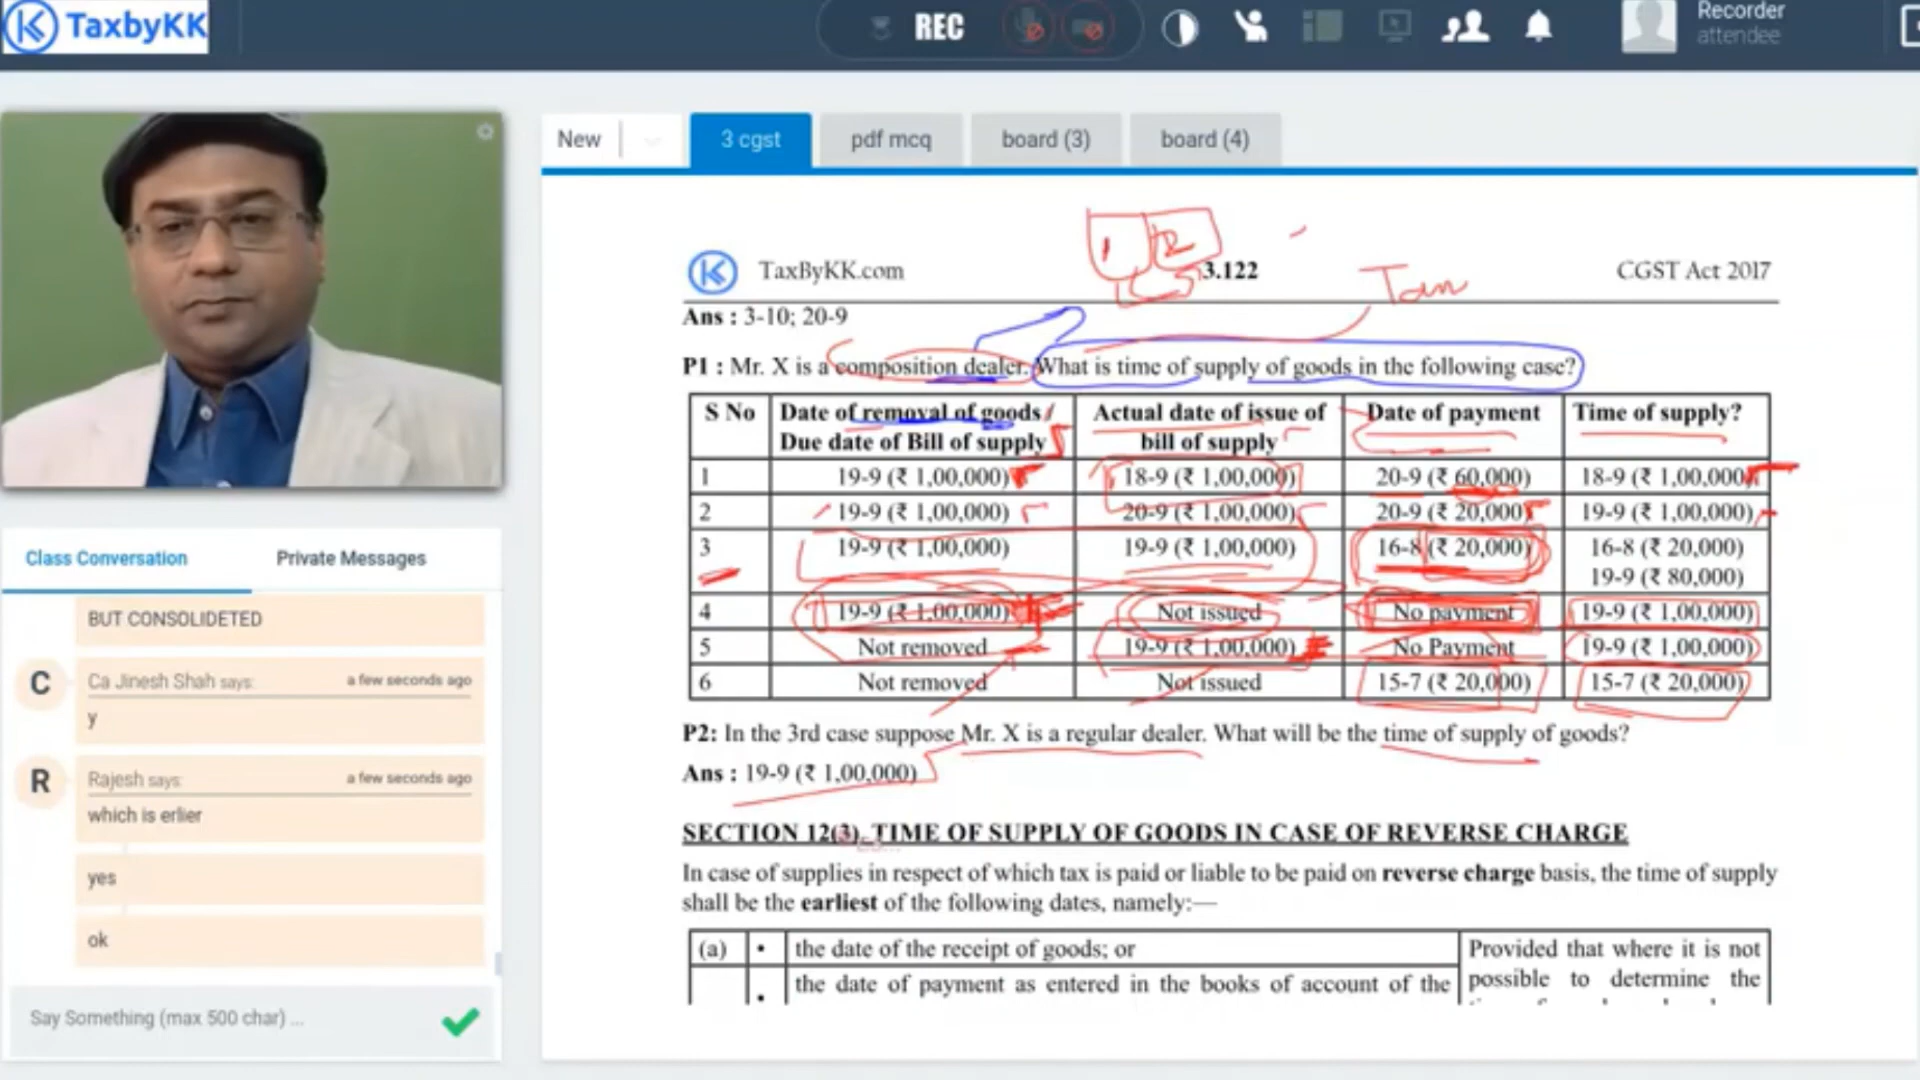 TaxbyKK
REC
Recorder
attendee
New
3 cgst
pdf mcq
board (3)
board (4)
1
2
TaxByKK.com
3.122
CGST Act 2017
Ans : 3-10; 20-9
P1 : Mr. X is a composition dealer. What is time of supply of goods in the following case?
S No
Date of removal of goods/
Due date of Bill of supply
Actual date of issue of
bill of supply
Date of payment
Time of supply?
1 19-9 (₹ 1,00,000) 18-9 (₹ 1,00,000) 20-9 (₹ 60,000) 18-9 (₹ 1,00,000)
2 19-9 (₹ 1,00,000) 20-9 (₹ 1,00,000) 20-9 (₹ 20,000) 19-9 (₹ 1,00,000)
3 19-9 (₹ 1,00,000) 19-9 (₹ 1,00,000) 16-8 (₹ 20,000) 16-8 (₹ 20,000)
19-9 (₹ 80,000)
4 19-9 (₹ 1,00,000) Not issued No payment 19-9 (₹ 1,00,000)
5 Not removed 19-9 (₹ 1,00,000) No Payment 19-9 (₹ 1,00,000)
6 Not removed Not issued 15-7 (₹ 20,000) 15-7 (₹ 20,000)
P2: In the 3rd case suppose Mr. X is a regular dealer. What will be the time of supply of goods?
Ans : 19-9 (₹ 1,00,000)
SECTION 12(3). TIME OF SUPPLY OF GOODS IN CASE OF REVERSE CHARGE
In case of supplies in respect of which tax is paid or liable to be paid on reverse charge basis, the time of supply
shall be the earliest of the following dates, namely:—
(a) • the date of the receipt of goods; or
• the date of payment as entered in the books of account of the
Provided that where it is not
possible to determine the
Class Conversation
Private Messages
BUT CONSOLIDETED
C
Ca Jinesh Shah says:
a few seconds ago
y
R
Rajesh says:
a few seconds ago
which is erlier
yes
ok
Say Something (max 500 char) ...